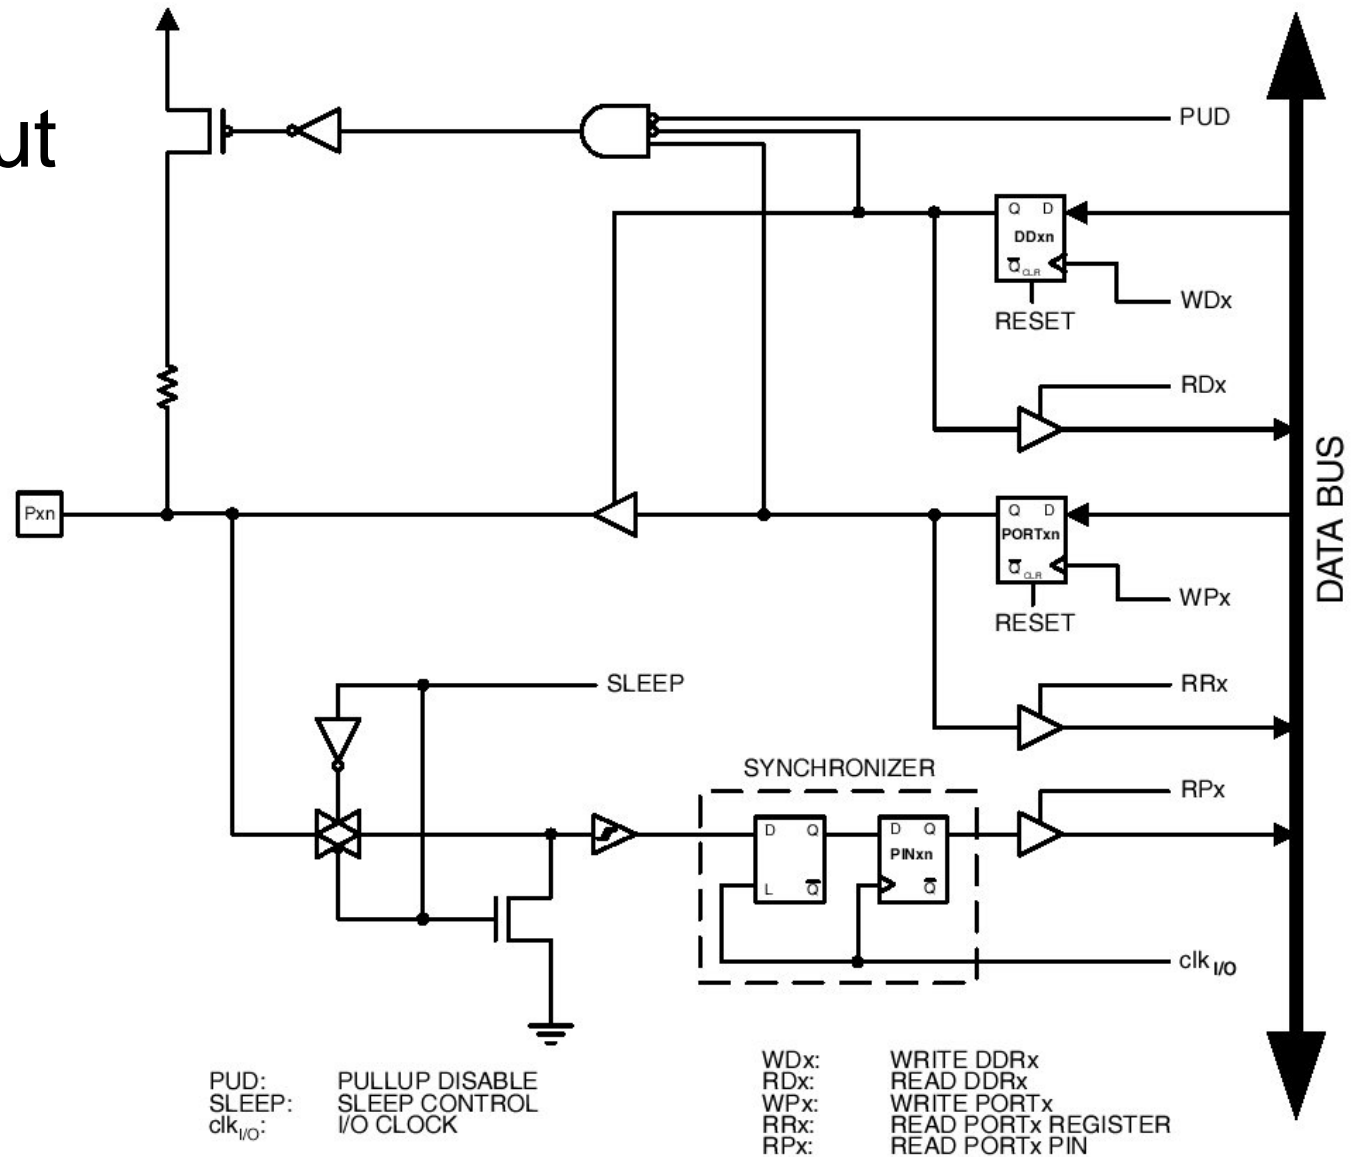 ut
PUD
Q D
DDxn
Q CLR
WDx
RESET
RDx
DATA BUS
Pxn
Q D
PORTxn
Q CLR
WPx
RESET
SLEEP
RRx
SYNCHRONIZER
RPx
D Q
L Q
D Q
PINxn
Q
clk I/O
PUD: PULLUP DISABLE
SLEEP: SLEEP CONTROL
clk I/O: I/O CLOCK
WDx: WRITE DDRx
RDx: READ DDRx
WPx: WRITE PORTx
RRx: READ PORTx REGISTER
RPx: READ PORTx PIN